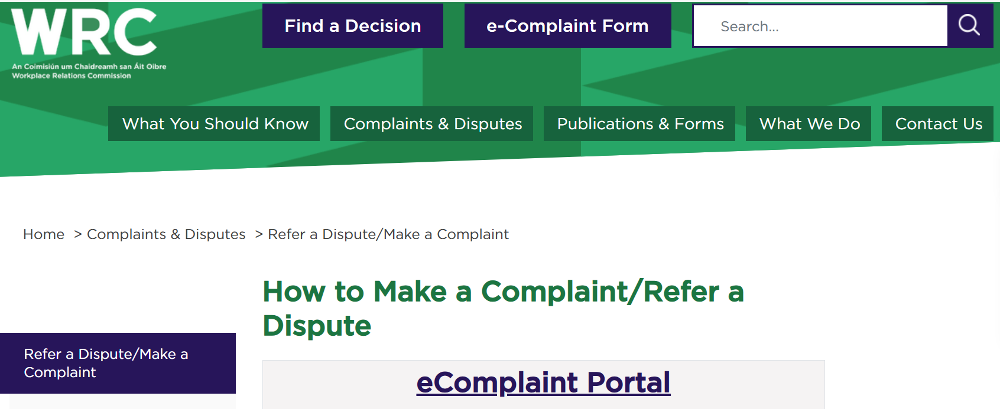 WRC
An Coimisiún um Chaidreamh san Áit Oibre
Workplace Relations Commission
Find a Decision
e-Complaint Form
Search...
What You Should Know
Complaints & Disputes
Publications & Forms
What We Do
Contact Us
Home > Complaints & Disputes > Refer a Dispute/Make a Complaint
How to Make a Complaint/Refer a
Dispute
Refer a Dispute/Make a
Complaint
eComplaint Portal